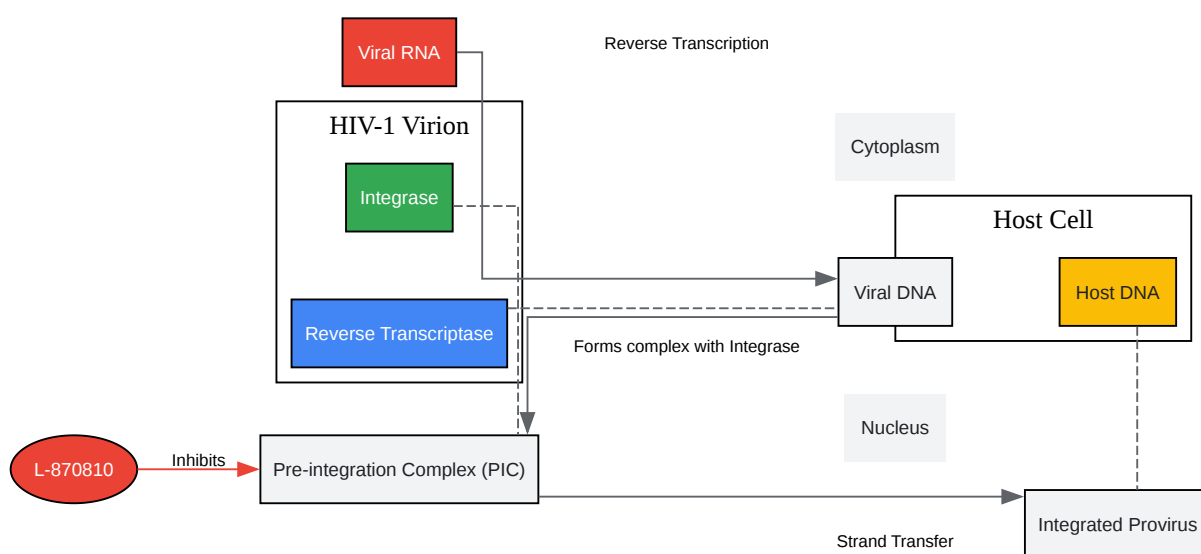 Viral RNA
Reverse Transcription
HIV-1 Virion
Cytoplasm
Integrase
Host Cell
Viral DNA
Host DNA
Reverse Transcriptase
Forms complex with Integrase
Nucleus
L-870810
Inhibits
Pre-integration Complex (PIC)
Integrated Provirus
Strand Transfer